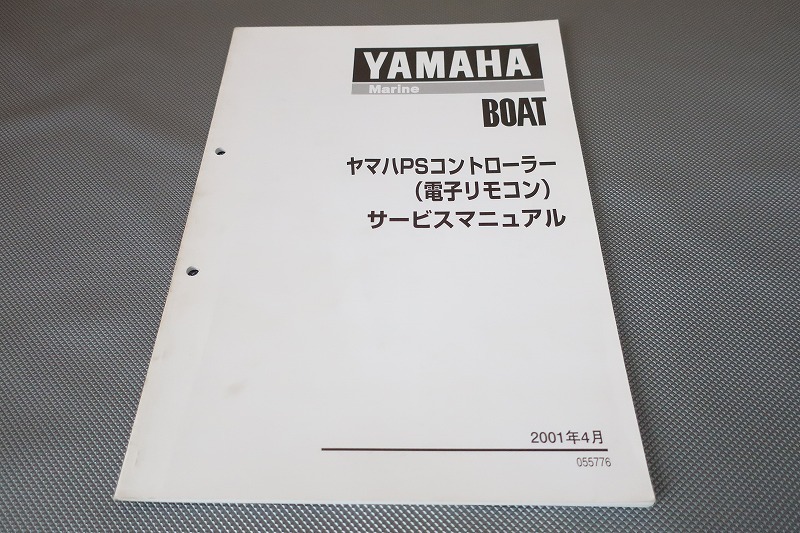 YAMAHA
Marine
BOAT
ヤマハPSコントローラー
（電子リモコン）
サービスマニュアル
2001年4月
055776